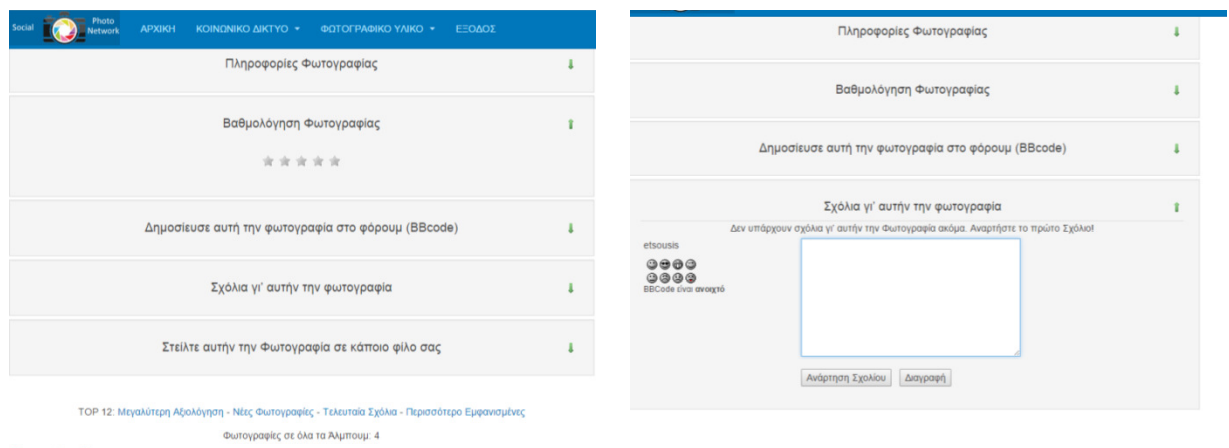 Social Photo Network ΑΡΧΙΚΗ ΚΟΙΝΩΝΙΚΟ ΔΙΚΤΥΟ ΦΩΤΟΓΡΑΦΙΚΟ ΥΛΙΚΟ ΕΞΟΔΟΣ
Πληροφορίες Φωτογραφίας
Βαθμολόγηση Φωτογραφίας
Δημοσίευσε αυτή την φωτογραφία στο φόρουμ (BBcode)
Σχόλια γι' αυτήν την φωτογραφία
Στείλτε αυτήν την Φωτογραφία σε κάποιο φίλο σας
TOP 12: Μεγαλύτερη Αξιολόγηση - Νέες Φωτογραφίες - Τελευταία Σχόλια - Περισσότερο Εμφανισμένες
Φωτογραφίες σε όλα τα Άλμπουμ: 4
Πληροφορίες Φωτογραφίας
Βαθμολόγηση Φωτογραφίας
Δημοσίευσε αυτή την φωτογραφία στο φόρουμ (BBcode)
Σχόλια γι' αυτήν την φωτογραφία
Δεν υπάρχουν σχόλια γι' αυτήν την Φωτογραφία ακόμα. Αναρτήστε το πρώτο Σχόλιο!
etsousis
BBCode είναι ανοιχτό
Ανάρτηση Σχολίου Διαγραφή